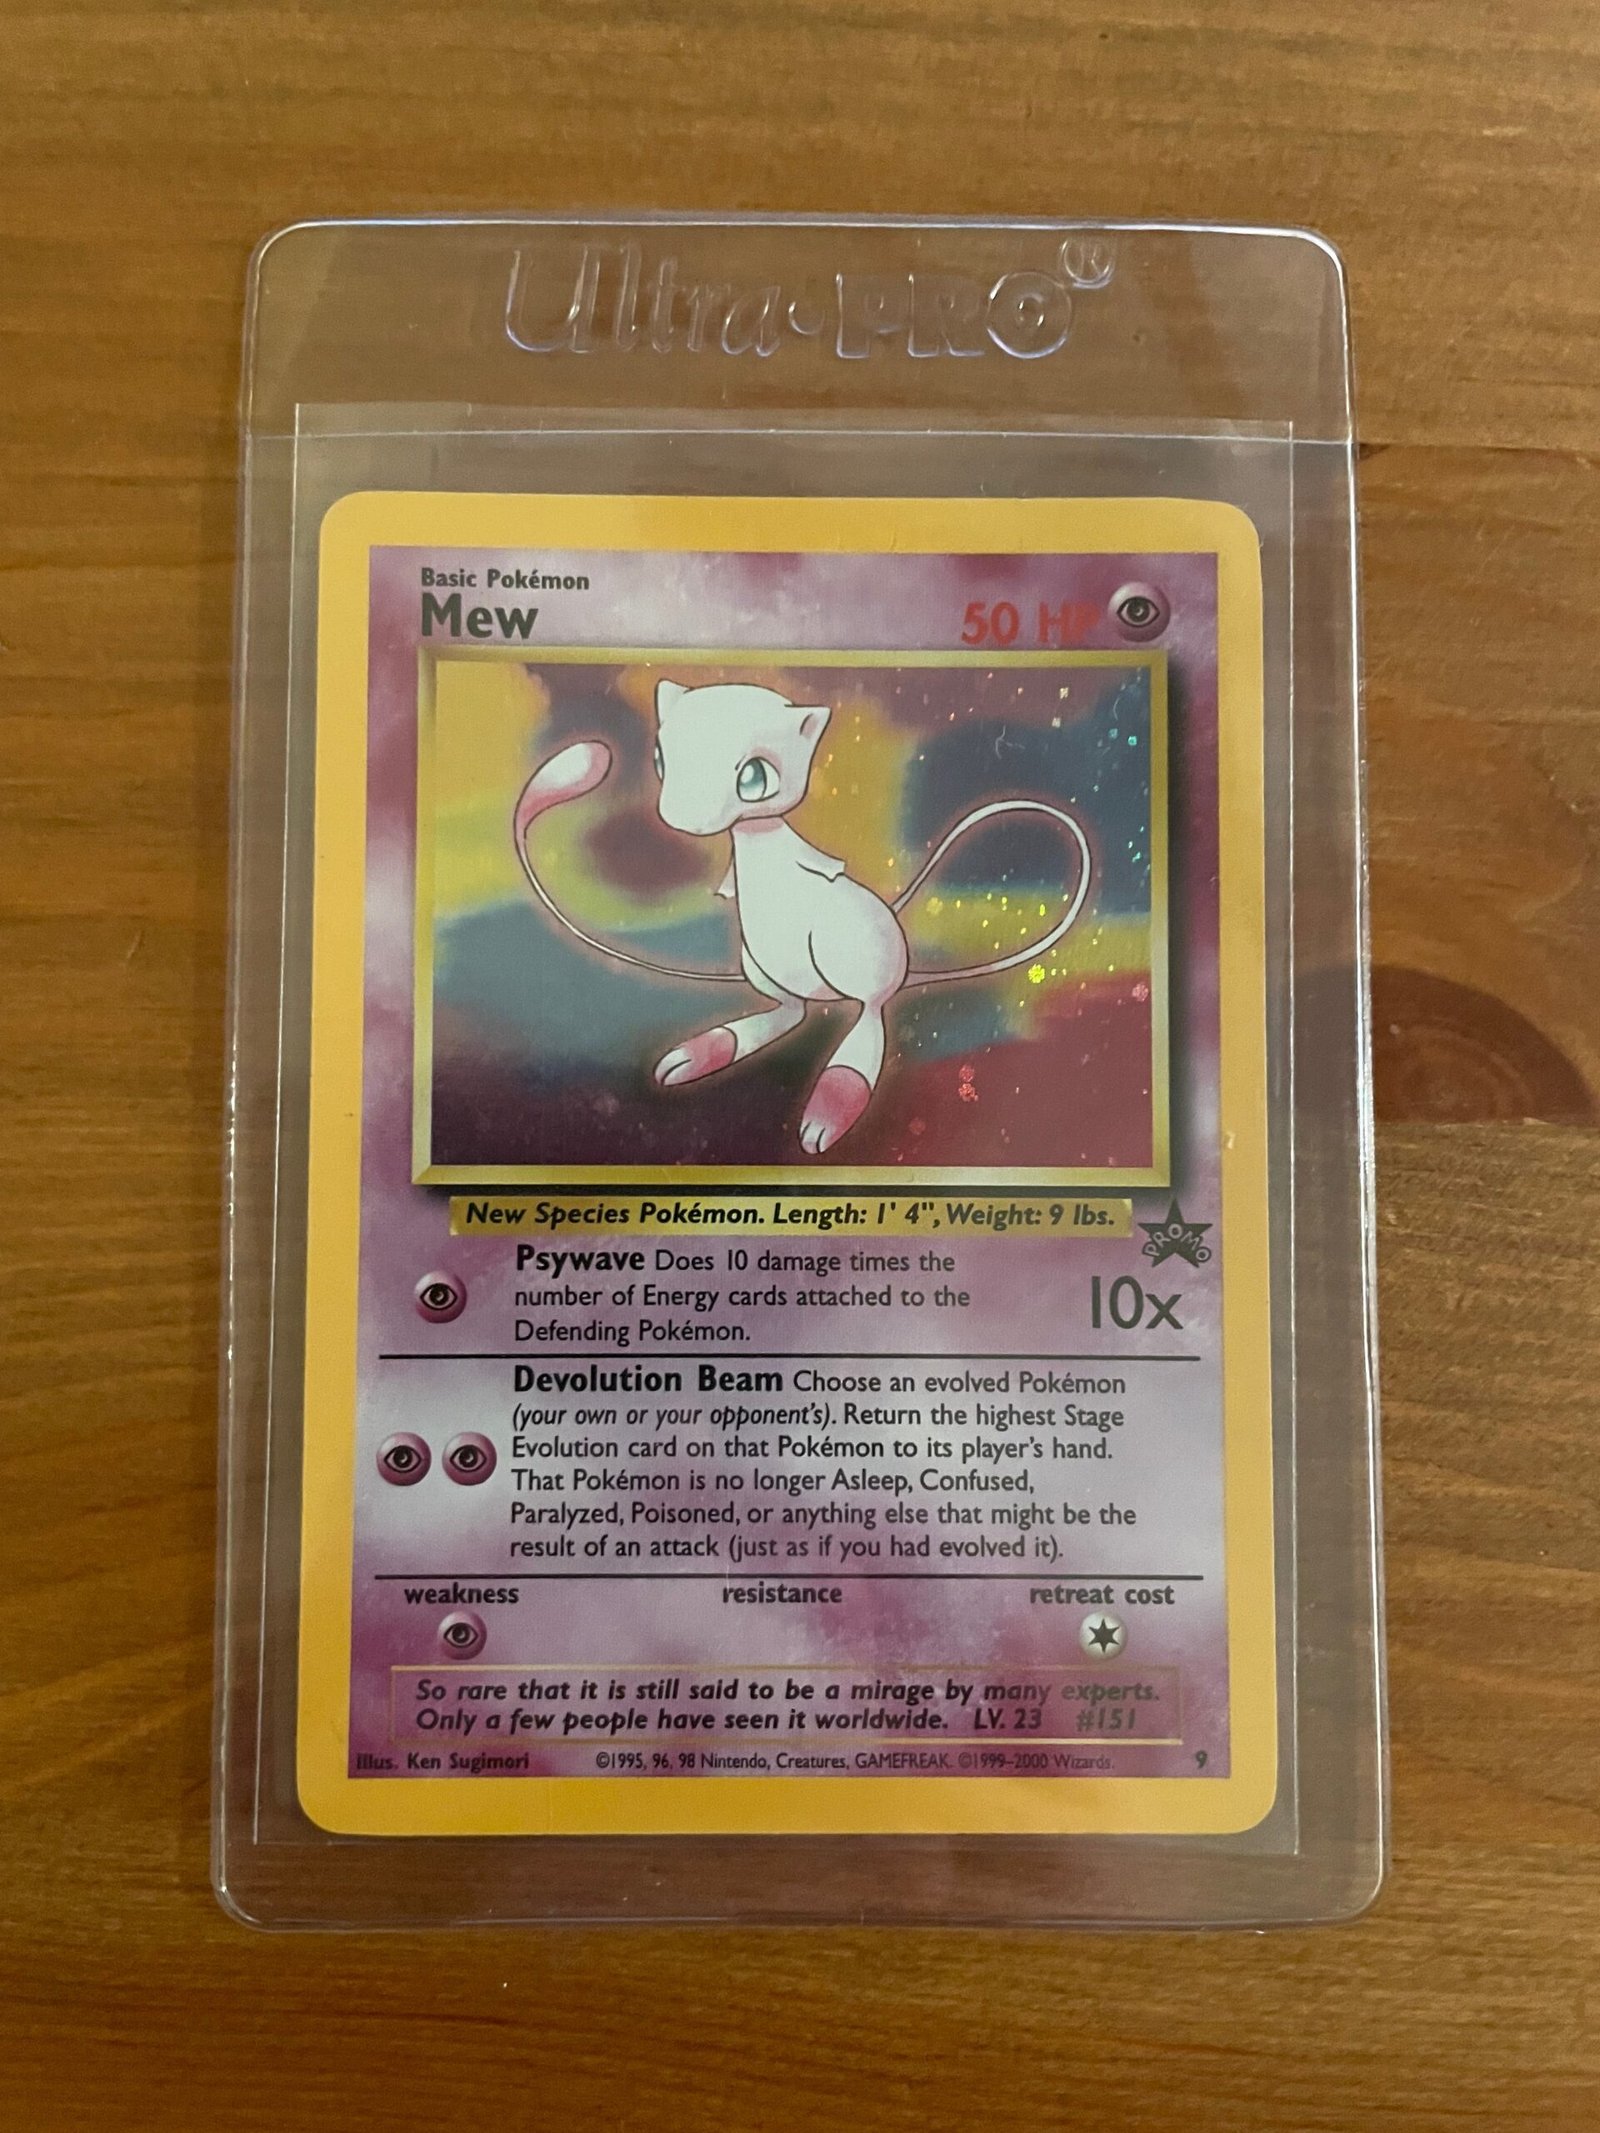 Ultra•PRO®
Basic Pokémon
Mew
50 HP
New Species Pokémon. Length: 1' 4", Weight: 9 lbs.
PROMO
Psywave Does 10 damage times the
number of Energy cards attached to the
Defending Pokémon.
10x
Devolution Beam Choose an evolved Pokémon
(your own or your opponent's). Return the highest Stage
Evolution card on that Pokémon to its player's hand.
That Pokémon is no longer Asleep, Confused,
Paralyzed, Poisoned, or anything else that might be the
result of an attack (just as if you had evolved it).
weakness resistance retreat cost
So rare that it is still said to be a mirage by many experts.
Only a few people have seen it worldwide. LV. 23 #151
Illus. Ken Sugimori ©1995, 96, 98 Nintendo, Creatures, GAMEFREAK. ©1999–2000 Wizards. 9